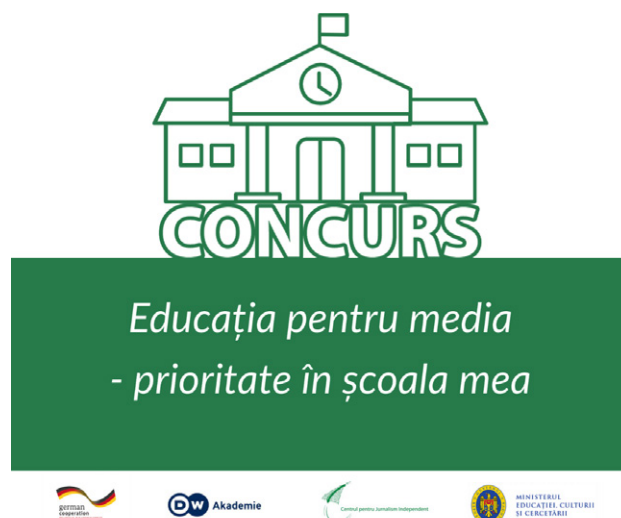 CONCURS
Educația pentru media
- prioritate în școala mea
german
cooperation
DW Akademie
Centrul pentru Jurnalism Independent
MINISTERUL
EDUCAȚIEI, CULTURII
ȘI CERCETĂRII